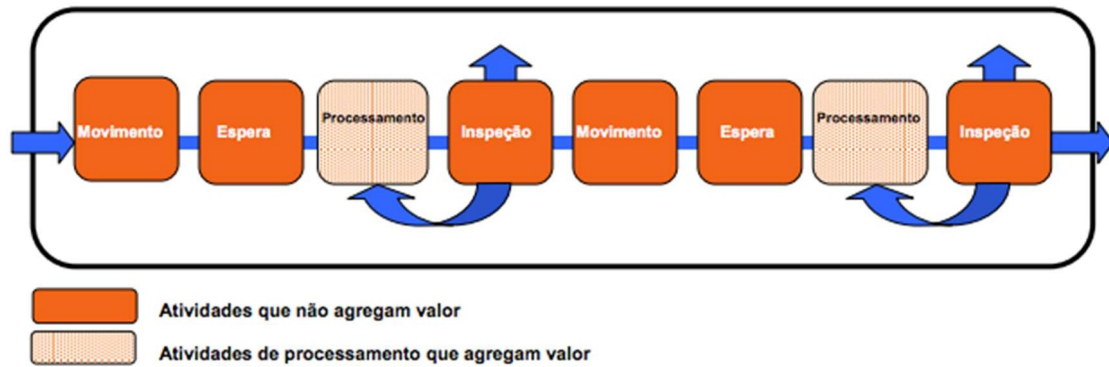 Movimento
Espera
Processamento
Inspeção
Movimento
Espera
Processamento
Inspeção
Atividades que não agregam valor
Atividades de processamento que agregam valor